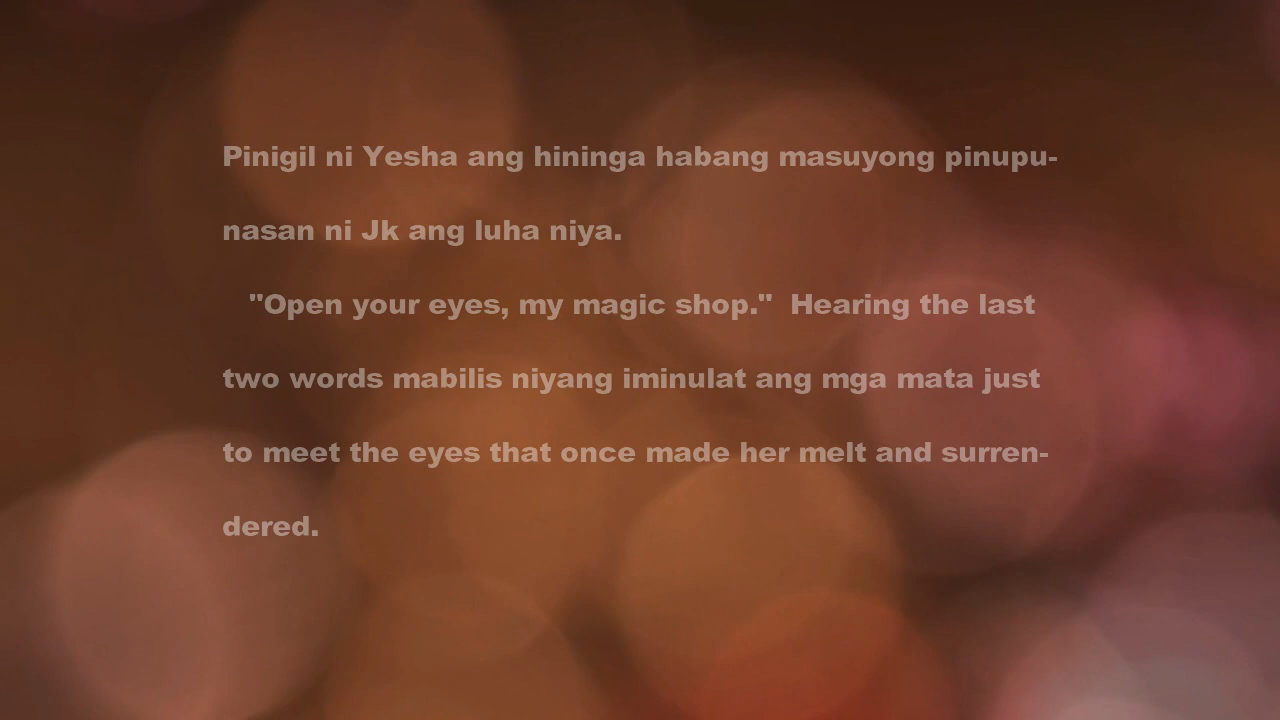 Pinigil ni Yesha ang hininga habang masuyong pinupu-
nasan ni Jk ang luha niya.
"Open your eyes, my magic shop." Hearing the last
two words mabilis niyang iminulat ang mga mata just
to meet the eyes that once made her melt and surren-
dered.